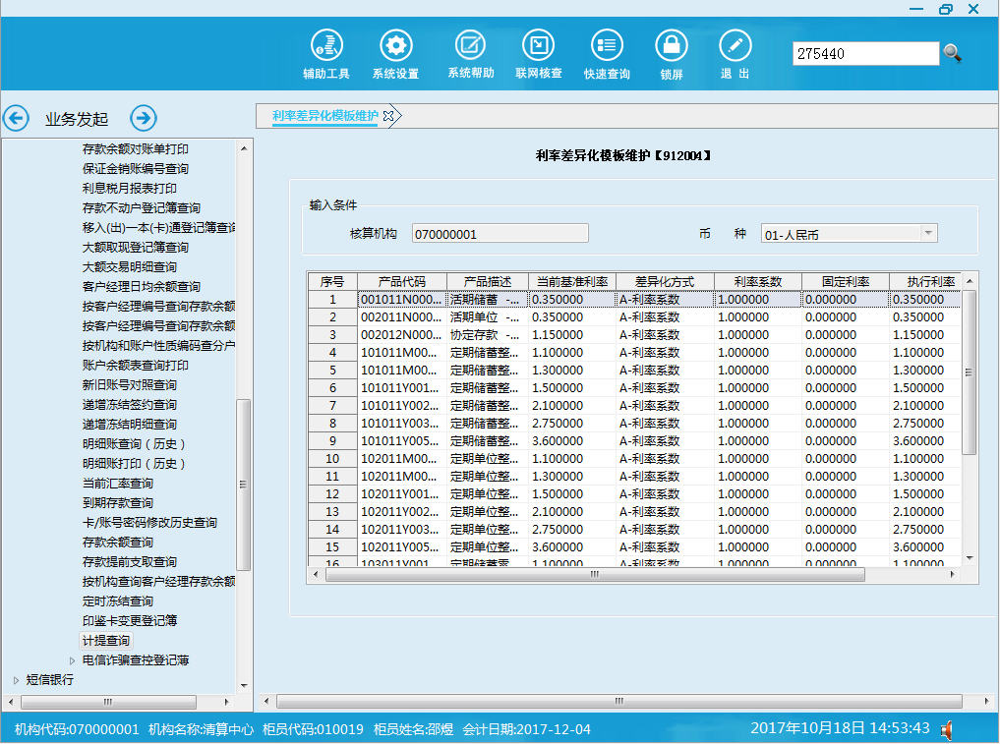 辅助工具 系统设置 系统帮助 联网核查 快速查询 锁屏 退 出 275440
业务发起
存款余额对账单打印
保证金销账编号查询
利息税月报表打印
存款不动户登记簿查询
移入(出)一本(卡)通登记簿查询
大额取现登记簿查询
大额交易明细查询
客户经理日均余额查询
按客户经理编号查询存款余额
按客户经理编号查询存款余额
按机构和账户性质编码查分户
账户余额表查询打印
新旧账号对照查询
递增冻结签约查询
递增冻结明细查询
明细账查询（历史）
明细账打印（历史）
当前汇率查询
到期存款查询
卡/账号密码修改历史查询
存款余额查询
存款提前支取查询
按机构查询客户经理存款余额
定时冻结查询
印鉴卡变更登记簿
计提查询
电信诈骗查控登记薄
短信银行
利率差异化模板维护
利率差异化模板维护【912004】
输入条件
核算机构 070000001 币 种 01-人民币
序号 产品代码 产品描述 当前基准利率 差异化方式 利率系数 固定利率 执行利率
1 001011N000... 活期储蓄 -... 0.350000 A-利率系数 1.000000 0.000000 0.350000
2 002011N000... 活期单位 -... 0.350000 A-利率系数 1.000000 0.000000 0.350000
3 002012N000... 协定存款 -... 1.150000 A-利率系数 1.000000 0.000000 1.150000
4 101011M00... 定期储蓄整... 1.100000 A-利率系数 1.000000 0.000000 1.100000
5 101011M00... 定期储蓄整... 1.300000 A-利率系数 1.000000 0.000000 1.300000
6 101011Y001... 定期储蓄整... 1.500000 A-利率系数 1.000000 0.000000 1.500000
7 101011Y002... 定期储蓄整... 2.100000 A-利率系数 1.000000 0.000000 2.100000
8 101011Y003... 定期储蓄整... 2.750000 A-利率系数 1.000000 0.000000 2.750000
9 101011Y005... 定期储蓄整... 3.600000 A-利率系数 1.000000 0.000000 3.600000
10 102011M00... 定期单位整... 1.100000 A-利率系数 1.000000 0.000000 1.100000
11 102011M00... 定期单位整... 1.300000 A-利率系数 1.000000 0.000000 1.300000
12 102011Y001... 定期单位整... 1.500000 A-利率系数 1.000000 0.000000 1.500000
13 102011Y002... 定期单位整... 2.100000 A-利率系数 1.000000 0.000000 2.100000
14 102011Y003... 定期单位整... 2.750000 A-利率系数 1.000000 0.000000 2.750000
15 102011Y005... 定期单位整... 3.600000 A-利率系数 1.000000 0.000000 3.600000
16 103011Y001... 定期储蓄零... 1.100000 A-利率系数 1.000000 0.000000 1.100000
机构代码:070000001 机构名称:清算中心 柜员代码:010019 柜员姓名:邵煜 会计日期:2017-12-04 2017年10月18日 14:53:43